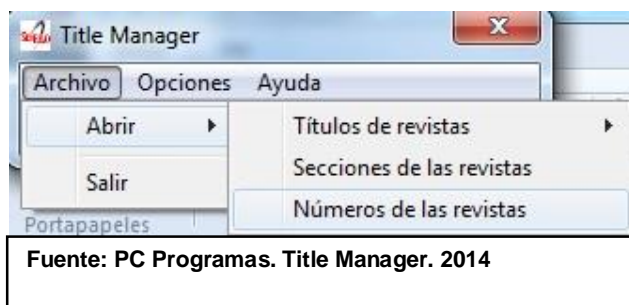 SciELO Title Manager
Archivo Opciones Ayuda
Abrir Títulos de revistas
Secciones de las revistas
Salir
Números de las revistas
Portapapeles
Fuente: PC Programas. Title Manager. 2014